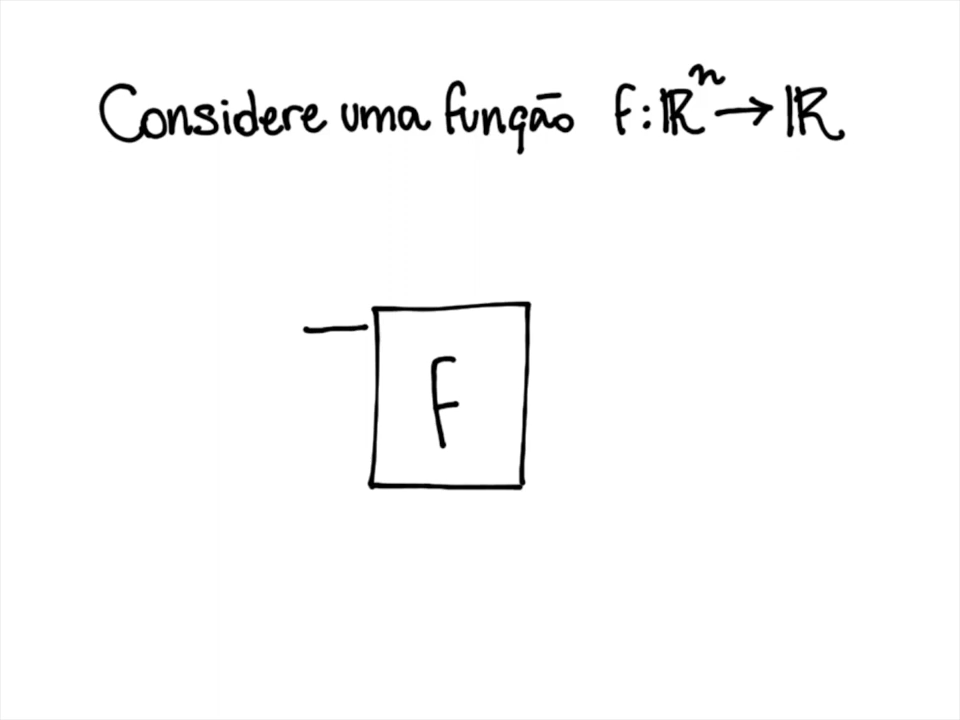 Considere uma função f: ℝⁿ → ℝ
f